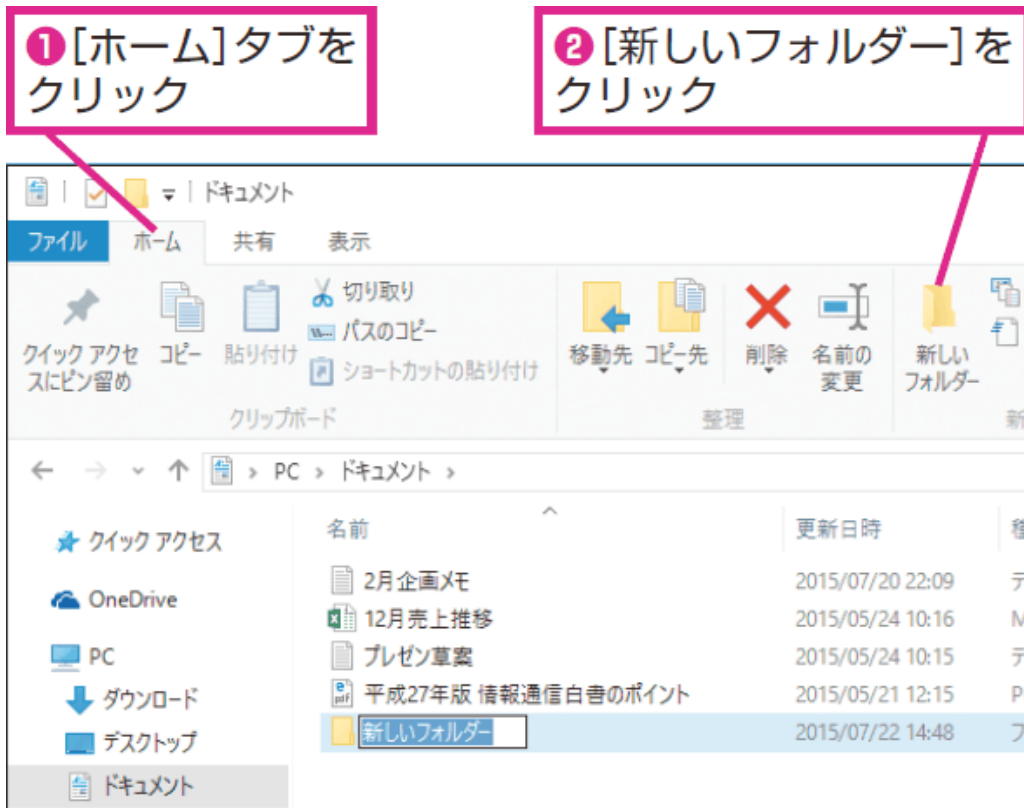 ❶[ホーム]タブを
クリック
❷[新しいフォルダー]を
クリック
ドキュメント
ファイル ホーム 共有 表示
クイック アクセ
スにピン留め
コピー
貼り付け
切り取り
パスのコピー
ショートカットの貼り付け
クリップボード
移動先
コピー先
削除
名前の
変更
整理
新しい
フォルダー
新
PC > ドキュメント >
クイック アクセス
OneDrive
PC
ダウンロード
デスクトップ
ドキュメント
名前 更新日時
2月企画メモ 2015/07/20 22:09 テ
12月売上推移 2015/05/24 10:16 M
プレゼン草案 2015/05/24 10:15 テ
平成27年版 情報通信白書のポイント 2015/05/21 12:15 P
新しいフォルダー 2015/07/22 14:48 フ